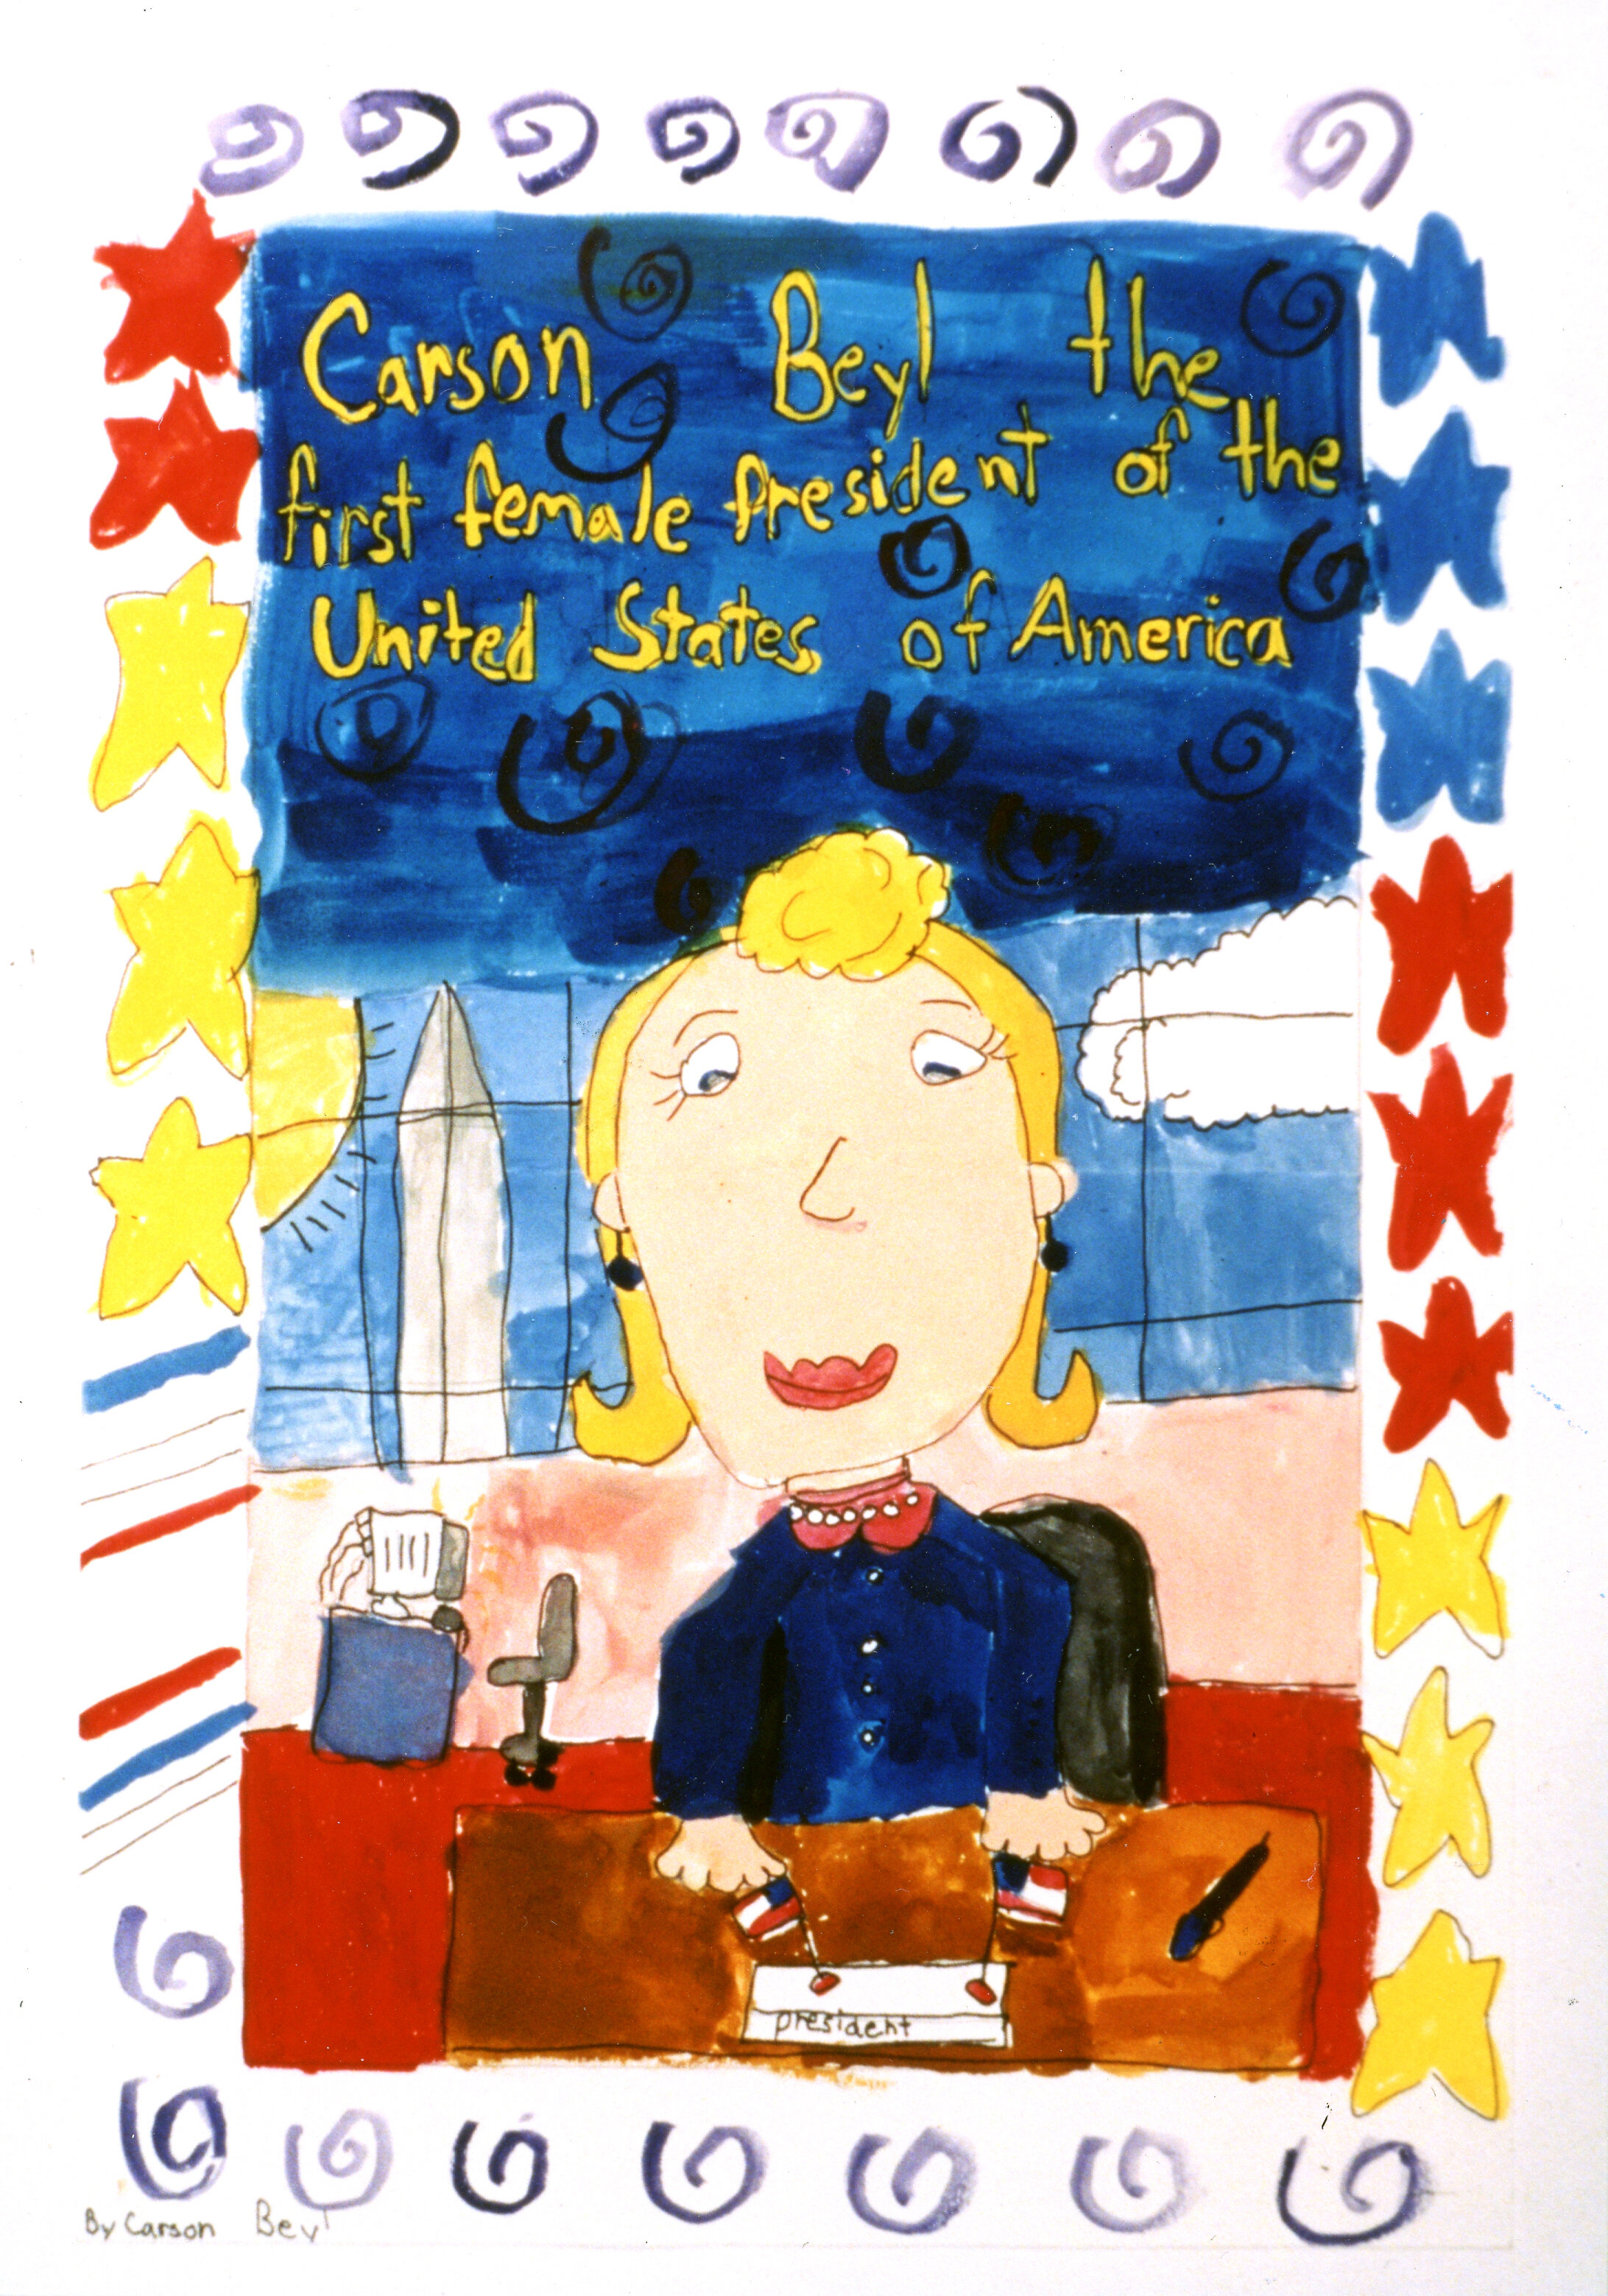 Carson Beyl the
first female president of the
United States of America
president
By Carson Beyl